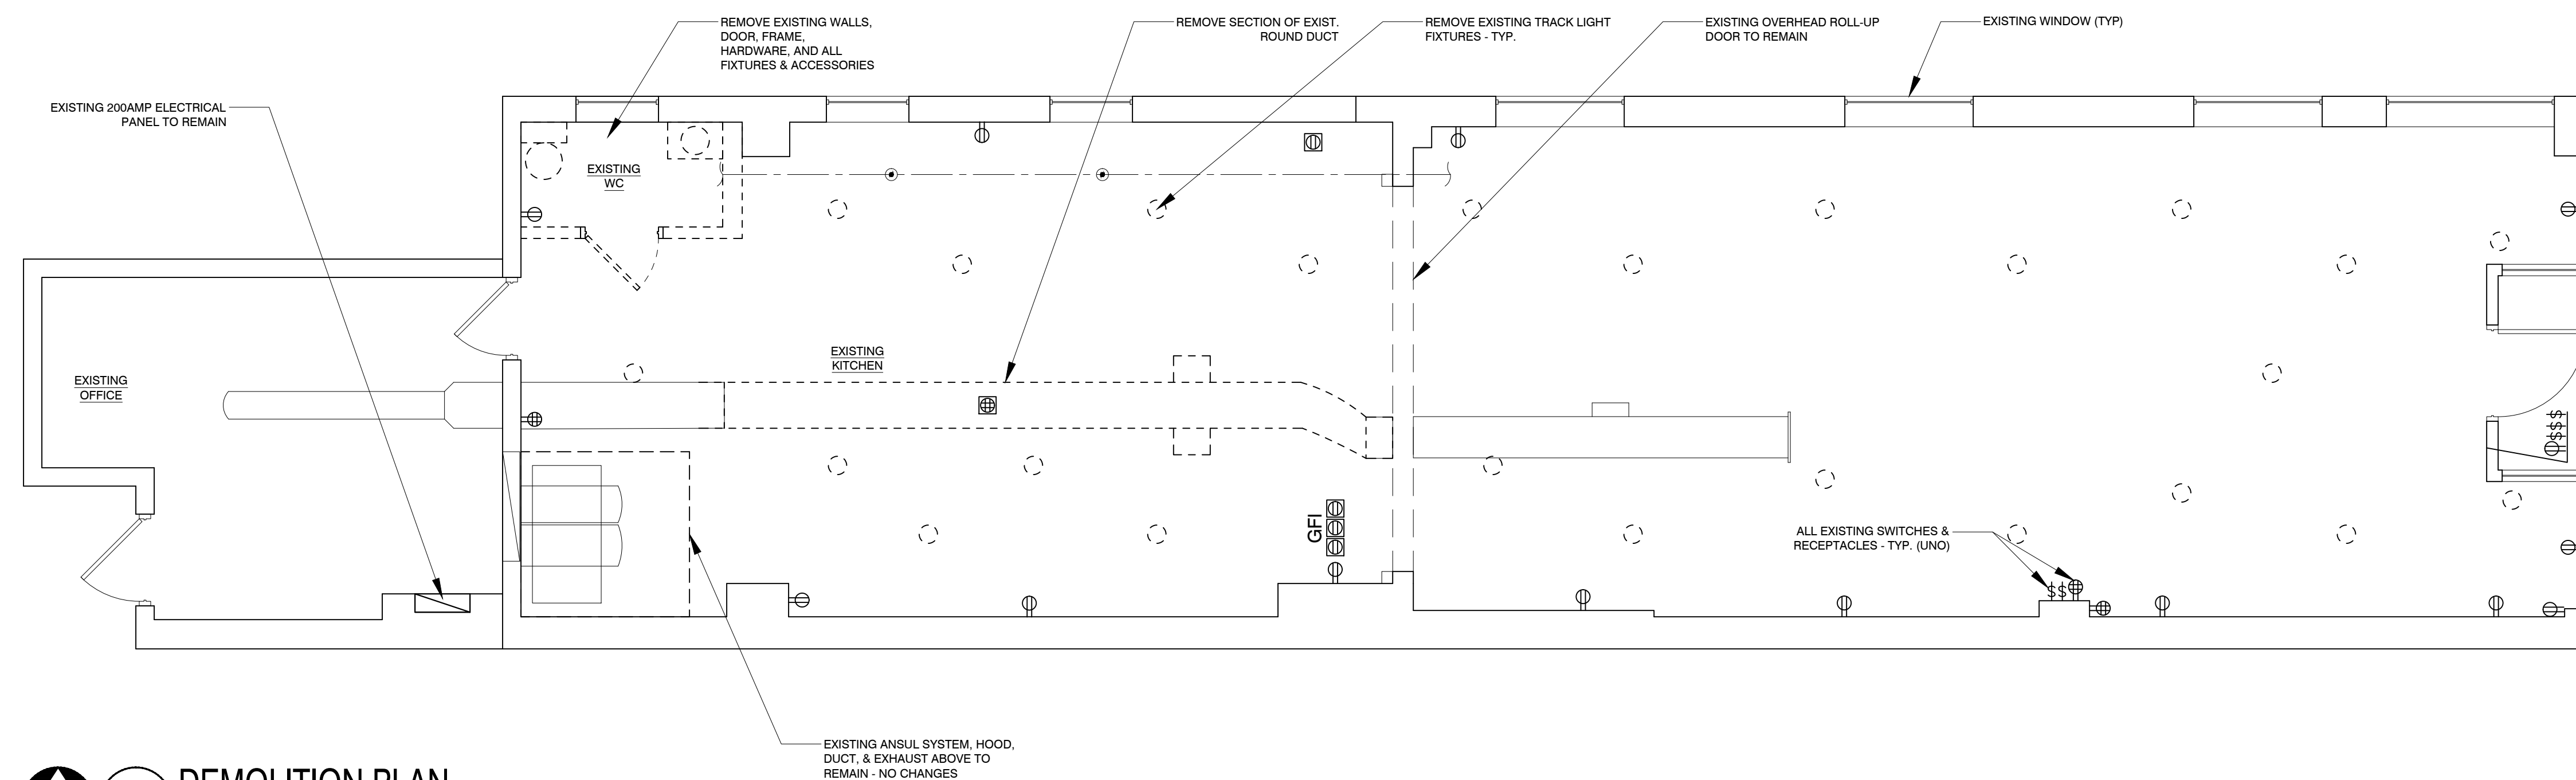 REMOVE EXISTING WALLS,
DOOR, FRAME,
HARDWARE, AND ALL
FIXTURES & ACCESSORIES
REMOVE SECTION OF EXIST.
ROUND DUCT
REMOVE EXISTING TRACK LIGHT
FIXTURES - TYP.
EXISTING OVERHEAD ROLL-UP
DOOR TO REMAIN
EXISTING WINDOW (TYP)
EXISTING 200AMP ELECTRICAL
PANEL TO REMAIN
EXISTING
WC
EXISTING
KITCHEN
EXISTING
OFFICE
$$$
GFI
ALL EXISTING SWITCHES &
RECEPTACLES - TYP. (UNO)
$$
EXISTING ANSUL SYSTEM, HOOD,
DUCT, & EXHAUST ABOVE TO
REMAIN - NO CHANGES
DEMOLITION PLAN